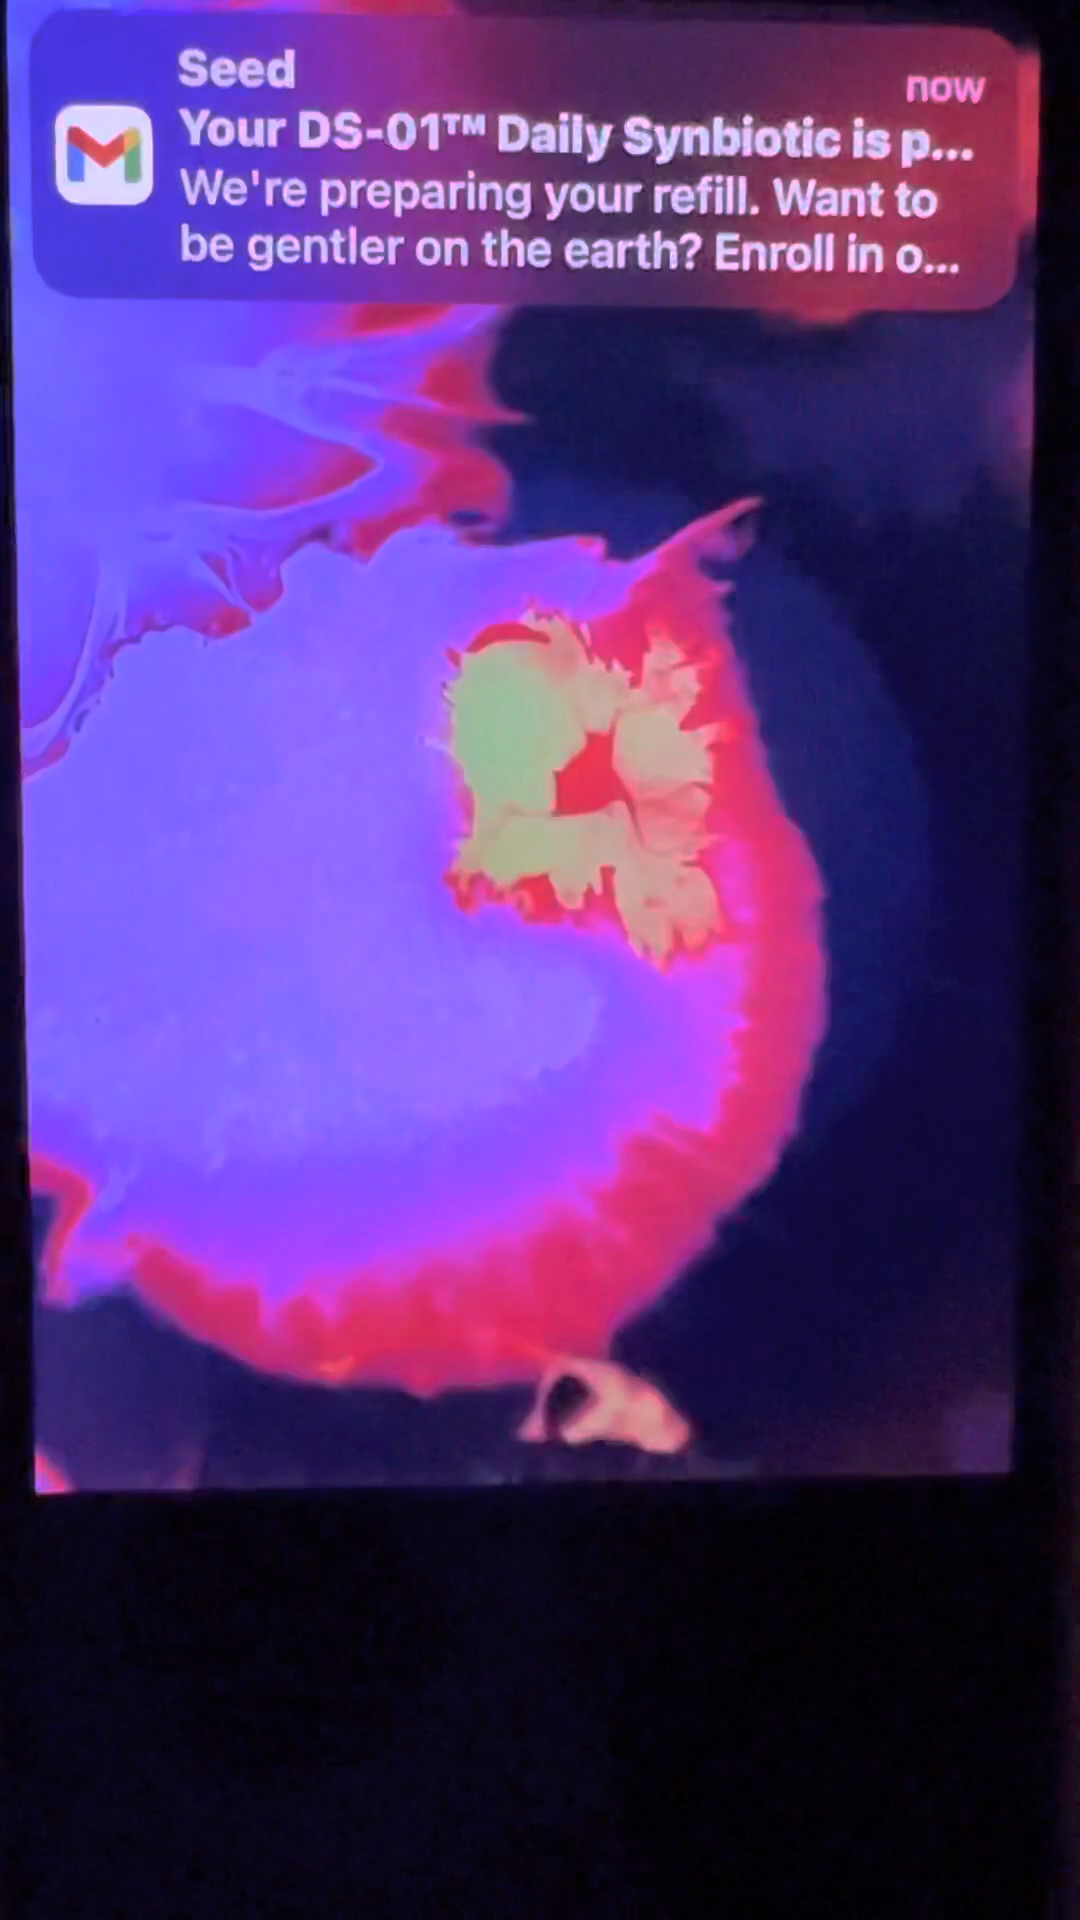 Seed
now
Your DS-01™ Daily Synbiotic is p...
We're preparing your refill. Want to
be gentler on the earth? Enroll in o...